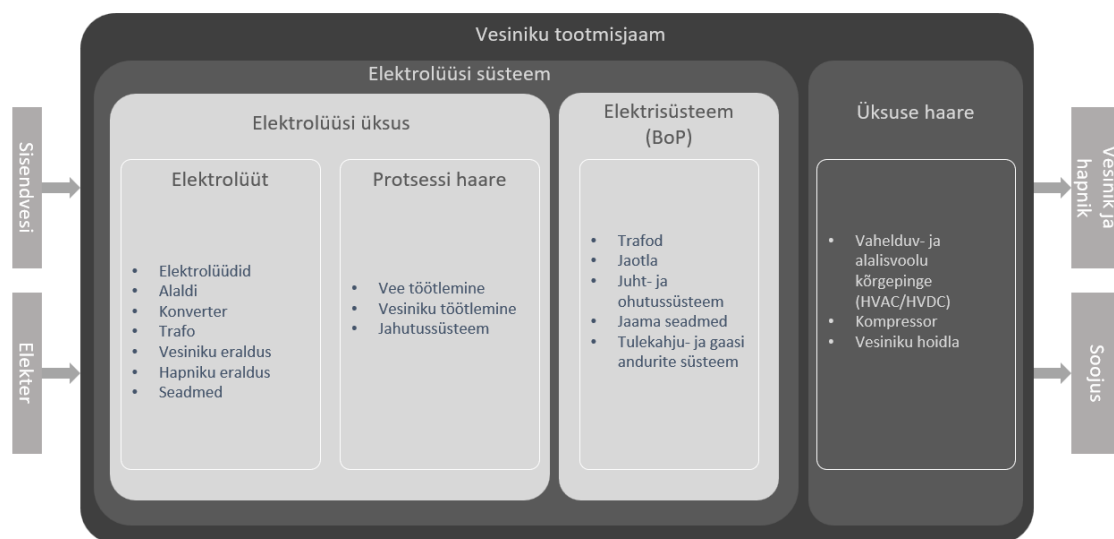 Vesiniku tootmisjaam
Elektrolüüsi süsteem
Elektrolüüsi üksus
Elektrisüsteem
(BoP)
Üksuse haare
Sisendvesi
Elekter
Elektrolüüt
• Elektrolüüdid
• Alaldi
• Konverter
• Trafo
• Vesiniku eraldus
• Hapniku eraldus
• Seadmed
Protsessi haare
• Vee töötlemine
• Vesiniku töötlemine
• Jahutussüsteem
• Trafod
• Jaotla
• Juht- ja
ohutussüsteem
• Jaama seadmed
• Tulekahju- ja gaasi
andurite süsteem
• Vahelduv- ja
alalisvoolu
kõrgepinge
(HVAC/HVDC)
• Kompressor
• Vesiniku hoidla
Vesinik ja
hapnik
Soojus